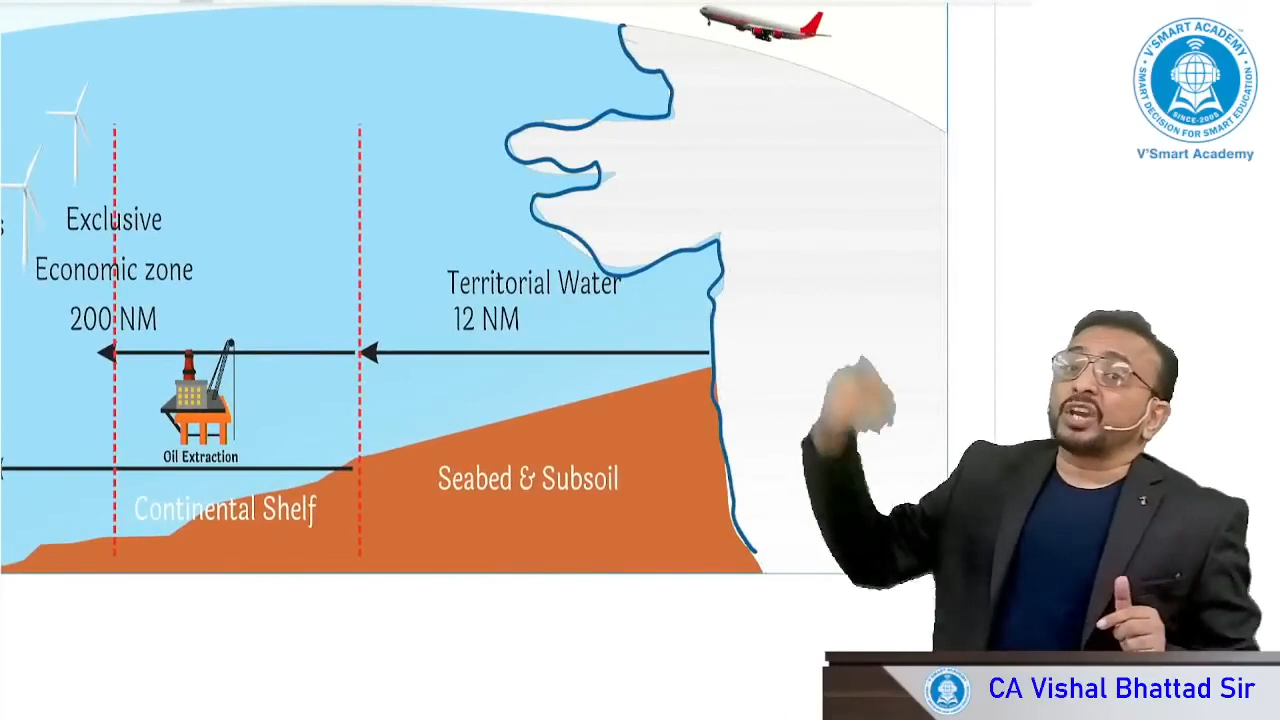 Exclusive
Economic zone
200 NM
Territorial Water
12 NM
Oil Extraction
Seabed & Subsoil
Continental Shelf
s
V'SMART ACADEMY
SMART DECISION FOR SMART EDUCATION
SINCE-2005
V'Smart Academy
CA Vishal Bhattad Sir